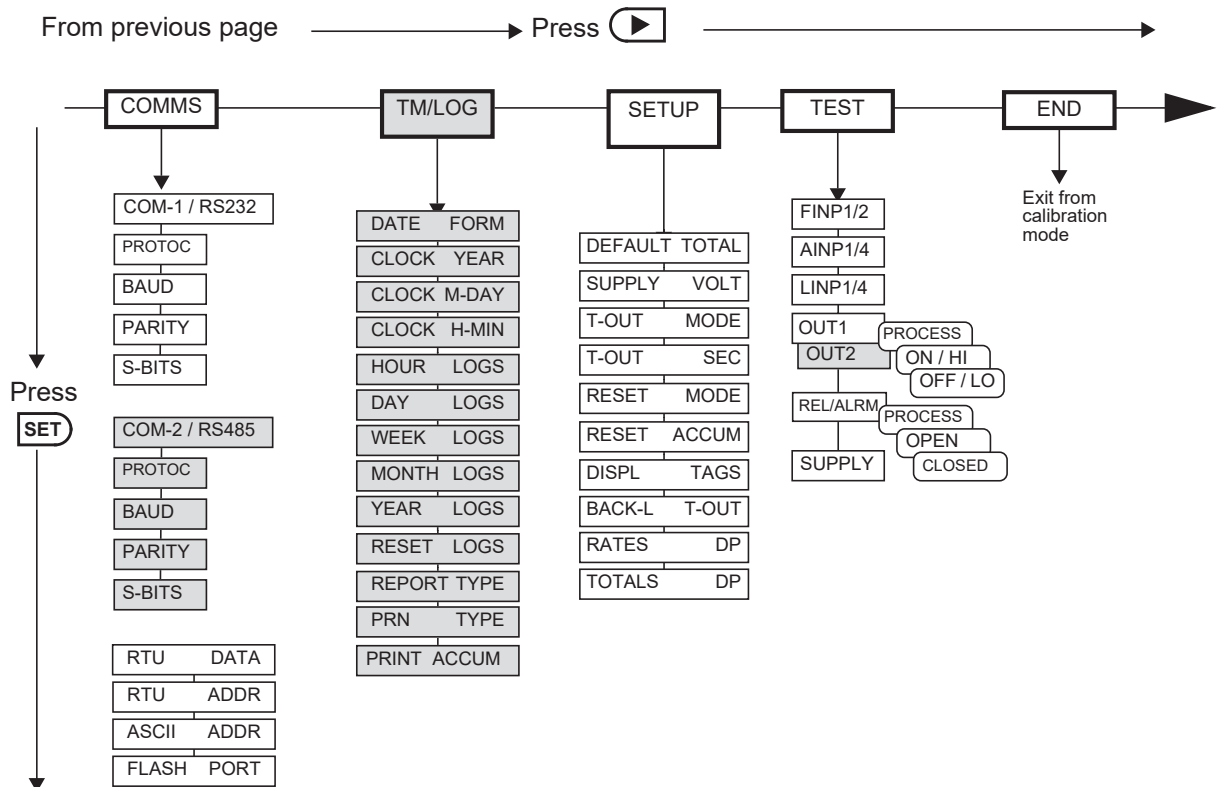 From previous page
Press
COMMS
TM/LOG
SETUP
TEST
END
COM-1 / RS232
PROTOC
BAUD
PARITY
S-BITS
COM-2 / RS485
PROTOC
BAUD
PARITY
S-BITS
RTU DATA
RTU ADDR
ASCII ADDR
FLASH PORT
DATE FORM
CLOCK YEAR
CLOCK M-DAY
CLOCK H-MIN
HOUR LOGS
DAY LOGS
WEEK LOGS
MONTH LOGS
YEAR LOGS
RESET LOGS
REPORT TYPE
PRN TYPE
PRINT ACCUM
DEFAULT TOTAL
SUPPLY VOLT
T-OUT MODE
T-OUT SEC
RESET MODE
RESET ACCUM
DISPL TAGS
BACK-L T-OUT
RATES DP
TOTALS DP
FINP1/2
AINP1/4
LINP1/4
OUT1
OUT2
PROCESS
ON / HI
OFF / LO
REL/ALRM
PROCESS
OPEN
CLOSED
SUPPLY
Exit from
calibration
mode
Press
SET